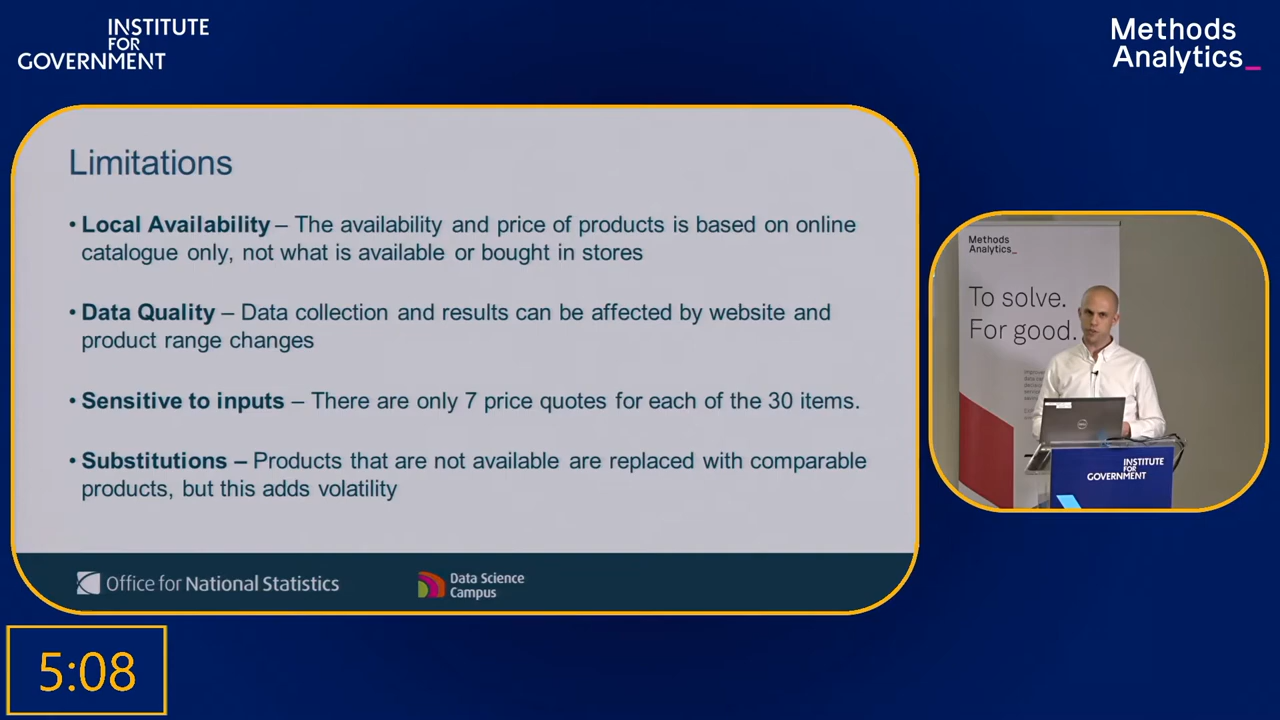 INSTITUTE
FOR
GOVERNMENT
Methods
Analytics_
Limitations
• Local Availability – The availability and price of products is based on online
catalogue only, not what is available or bought in stores
• Data Quality – Data collection and results can be affected by website and
product range changes
• Sensitive to inputs – There are only 7 price quotes for each of the 30 items.
• Substitutions – Products that are not available are replaced with comparable
products, but this adds volatility
Office for National Statistics
Data Science
Campus
Methods
Analytics_
To solve.
For good.
INSTITUTE
FOR
GOVERNMENT
5:08